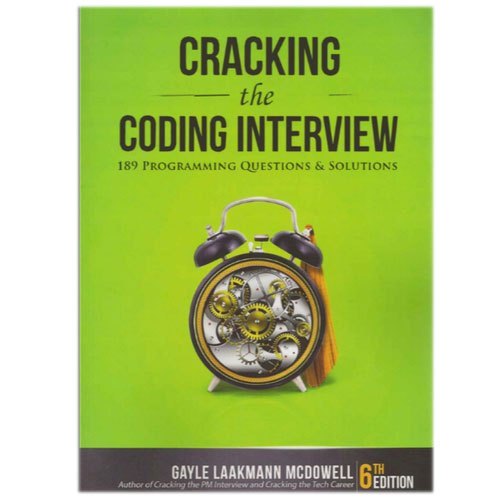 CRACKING
the
CODING INTERVIEW
189 PROGRAMMING QUESTIONS & SOLUTIONS
GAYLE LAAKMANN MCDOWELL
Author of Cracking the PM Interview and Cracking the Tech Career
6TH EDITION